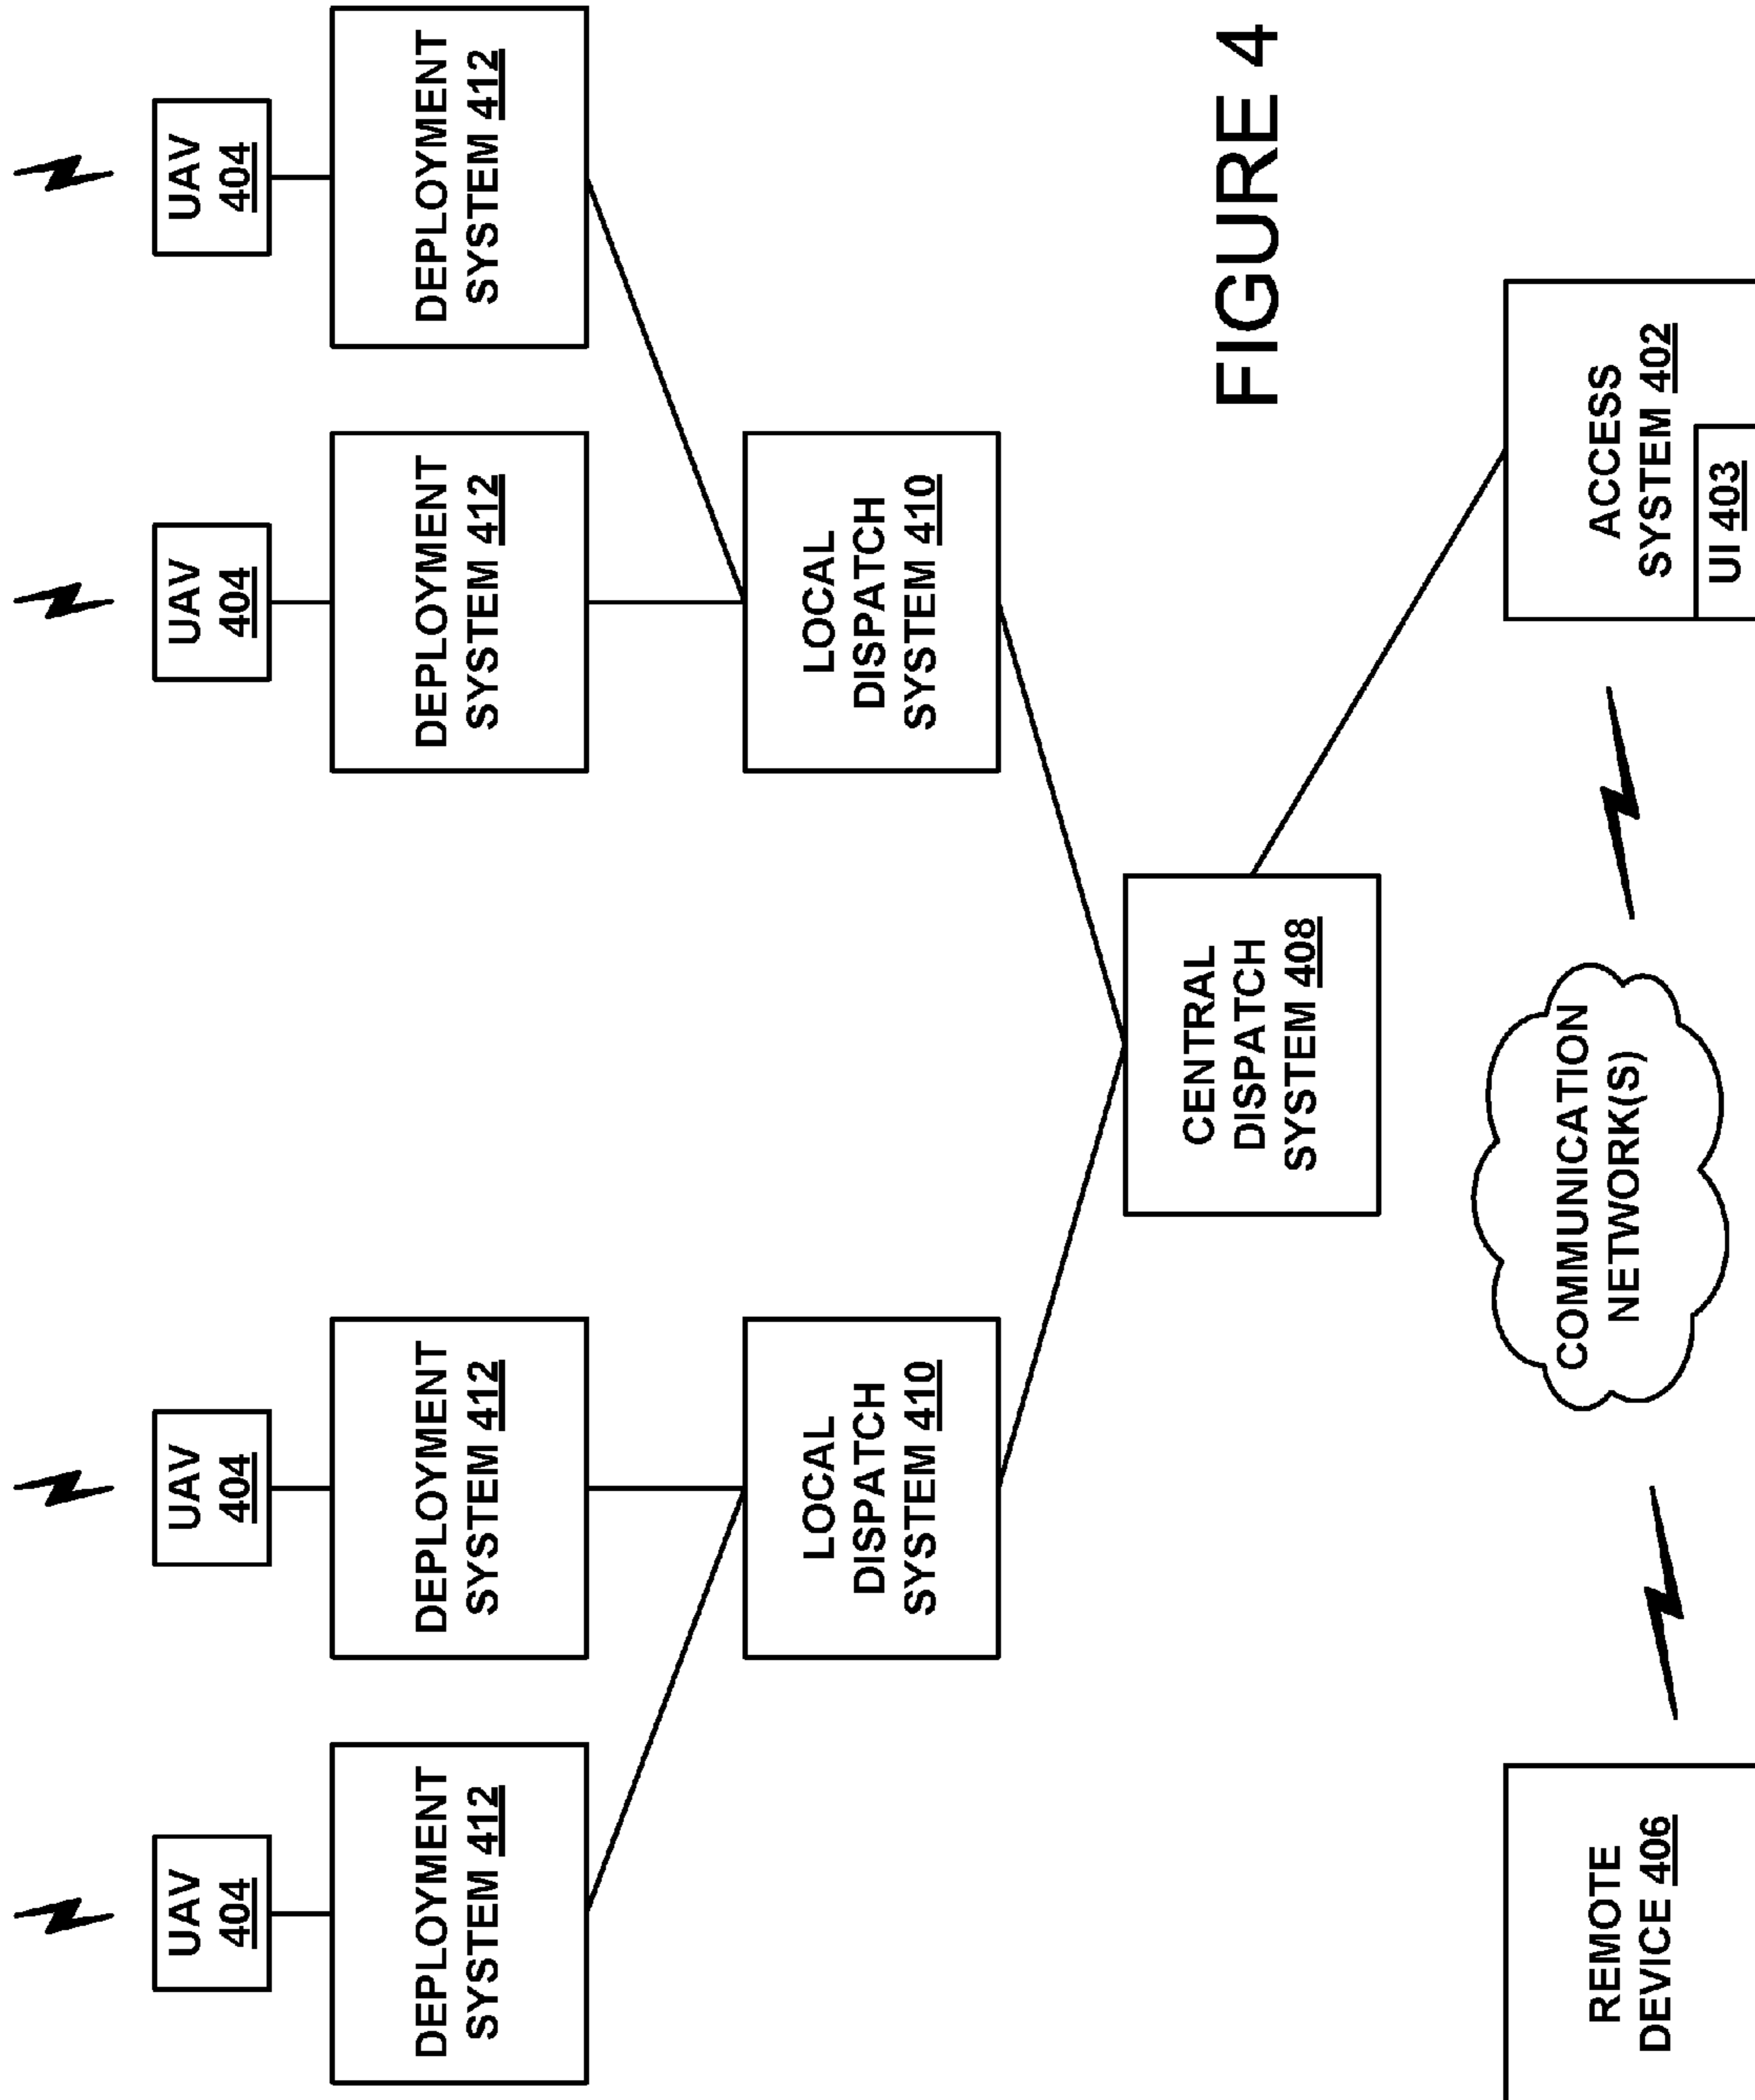 UAV
404
UAV
404
UAV
404
UAV
404
DEPLOYMENT
SYSTEM 412
DEPLOYMENT
SYSTEM 412
DEPLOYMENT
SYSTEM 412
DEPLOYMENT
SYSTEM 412
LOCAL
DISPATCH
SYSTEM 410
LOCAL
DISPATCH
SYSTEM 410
CENTRAL
DISPATCH
SYSTEM 408
FIGURE 4
REMOTE
DEVICE 406
COMMUNICATION
NETWORK(S)
ACCESS
SYSTEM 402
UI 403